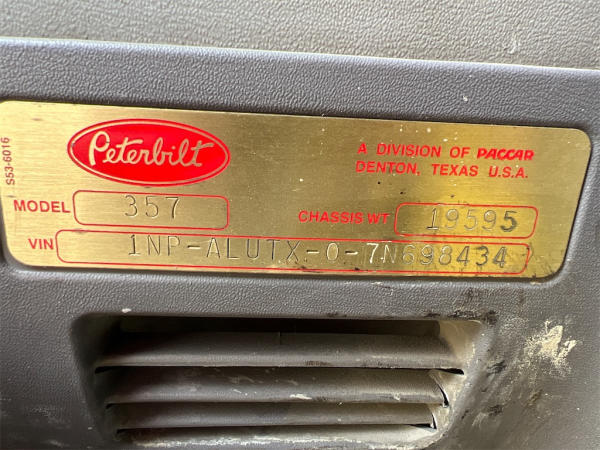 S53-6016
Peterbilt
A DIVISION OF PACCAR
DENTON, TEXAS U.S.A.
MODEL 357
CHASSIS WT 19595
VIN 1NP-ALUTX-0-7N698434